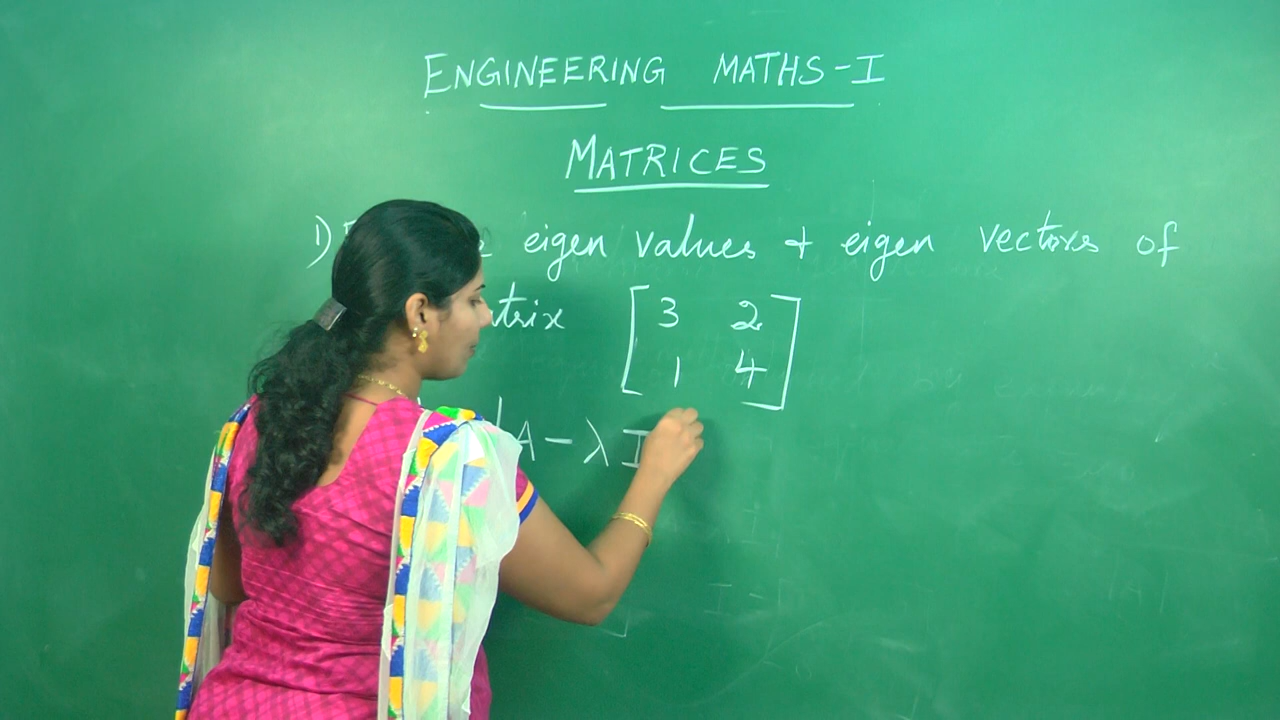 ENGINEERING MATHS-I
MATRICES
1) eigen values + eigen vectors of
[3 2
1 4]
|A - λI